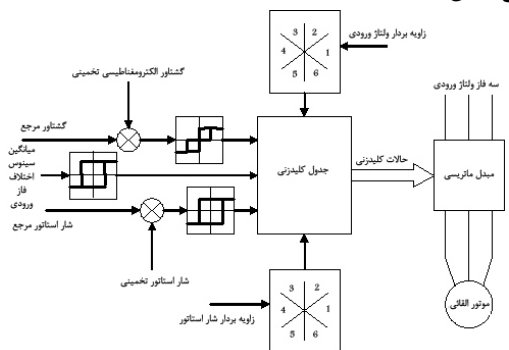 زاویه بردار ولتاژ ورودی
3 2
4 1
5 6
گشتاور الکترومغناطیسی تخمینی
سه فاز ولتاژ ورودی
گشتاور مرجع
میانگین
سینوس
اختلاف
فاز
ورودی
جدول کلیدزنی
حالات کلیدزنی
مبدل ماتریسی
شار استاتور مرجع
شار استاتور تخمینی
3 2
4 1
5 6
زاویه بردار شار استاتور
موتور القائی